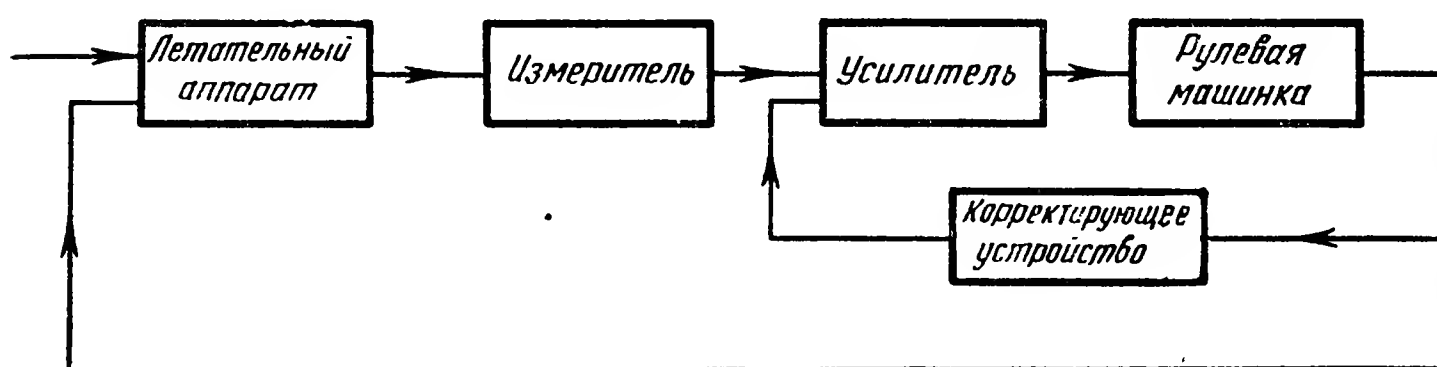 Летательный
аппарат
Измеритель
Усилитель
Рулевая
машинка
Корректирующее
устройство